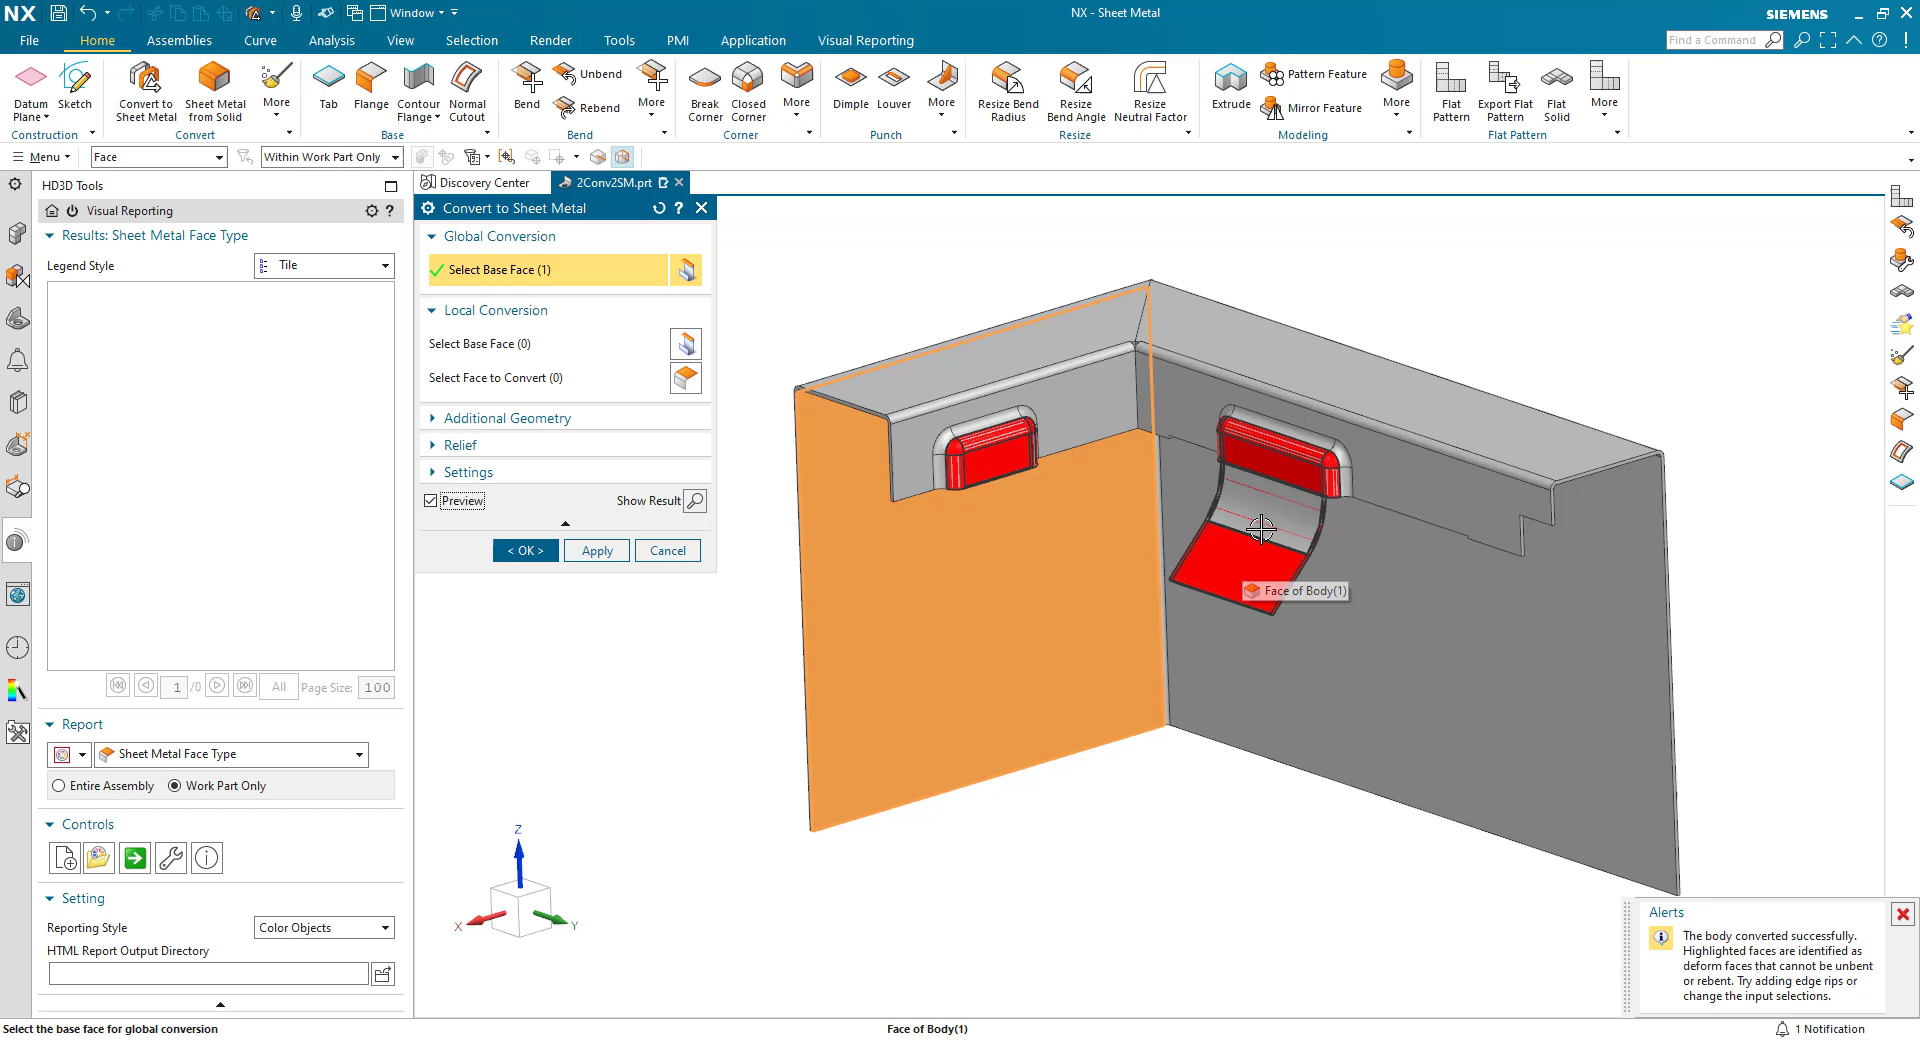 NX
Window
NX - Sheet Metal
SIEMENS
File
Home
Assemblies
Curve
Analysis
View
Selection
Render
Tools
PMI
Application
Visual Reporting
Find a Command
Datum Plane
Sketch
Convert to Sheet Metal
Sheet Metal from Solid
More
Tab
Flange
Contour Flange
Normal Cutout
Bend
Unbend
Rebend
More
Break Corner
Closed Corner
More
Dimple
Louver
More
Resize Bend Radius
Resize Bend Angle
Resize Neutral Factor
Extrude
Pattern Feature
Mirror Feature
More
Flat Pattern
Export Flat Pattern
Flat Solid
More
Construction
Convert
Base
Bend
Corner
Punch
Resize
Modeling
Flat Pattern
Menu
Face
Within Work Part Only
HD3D Tools
Visual Reporting
Results: Sheet Metal Face Type
Legend Style
Tile
1 /0
All
Page Size: 100
Report
Sheet Metal Face Type
Entire Assembly
Work Part Only
Controls
Setting
Reporting Style
Color Objects
HTML Report Output Directory
Discovery Center
2Conv2SM.prt
Convert to Sheet Metal
Global Conversion
Select Base Face (1)
Local Conversion
Select Base Face (0)
Select Face to Convert (0)
Additional Geometry
Relief
Settings
Preview
Show Result
< OK >
Apply
Cancel
Face of Body(1)
Z
X
Y
Alerts
The body converted successfully.
Highlighted faces are identified as
deform faces that cannot be unbent
or rebent. Try adding edge rips or
change the input selections.
Select the base face for global conversion
Face of Body(1)
1 Notification